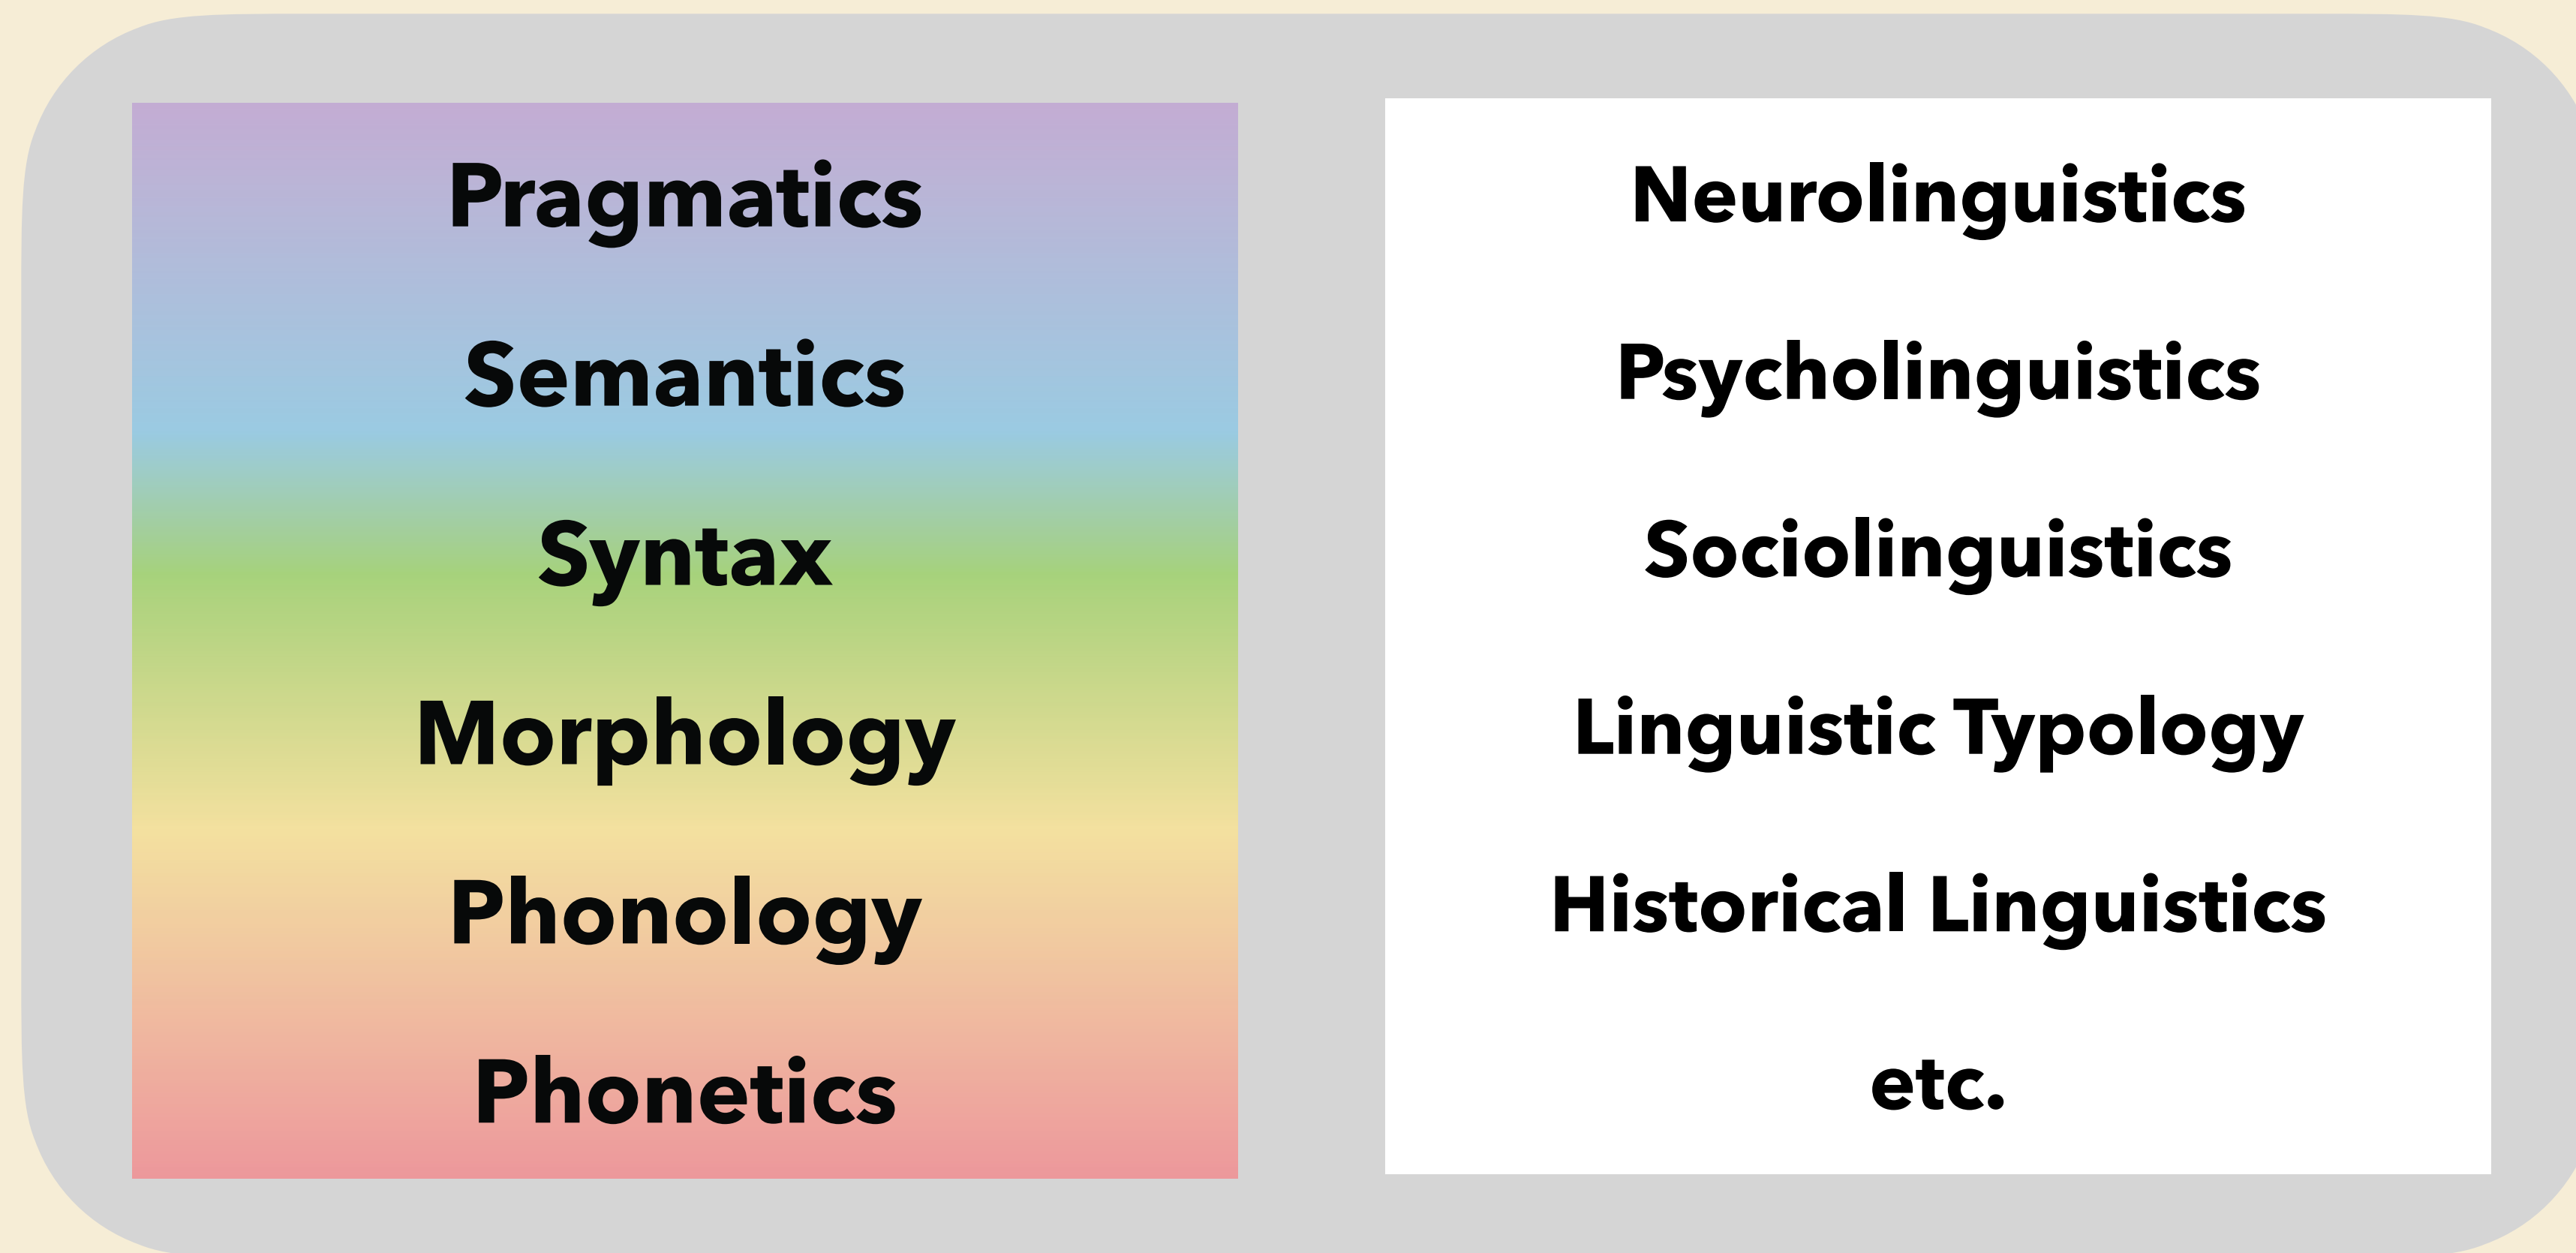 Pragmatics
Semantics
Syntax
Morphology
Phonology
Phonetics
Neurolinguistics
Psycholinguistics
Sociolinguistics
Linguistic Typology
Historical Linguistics
etc.